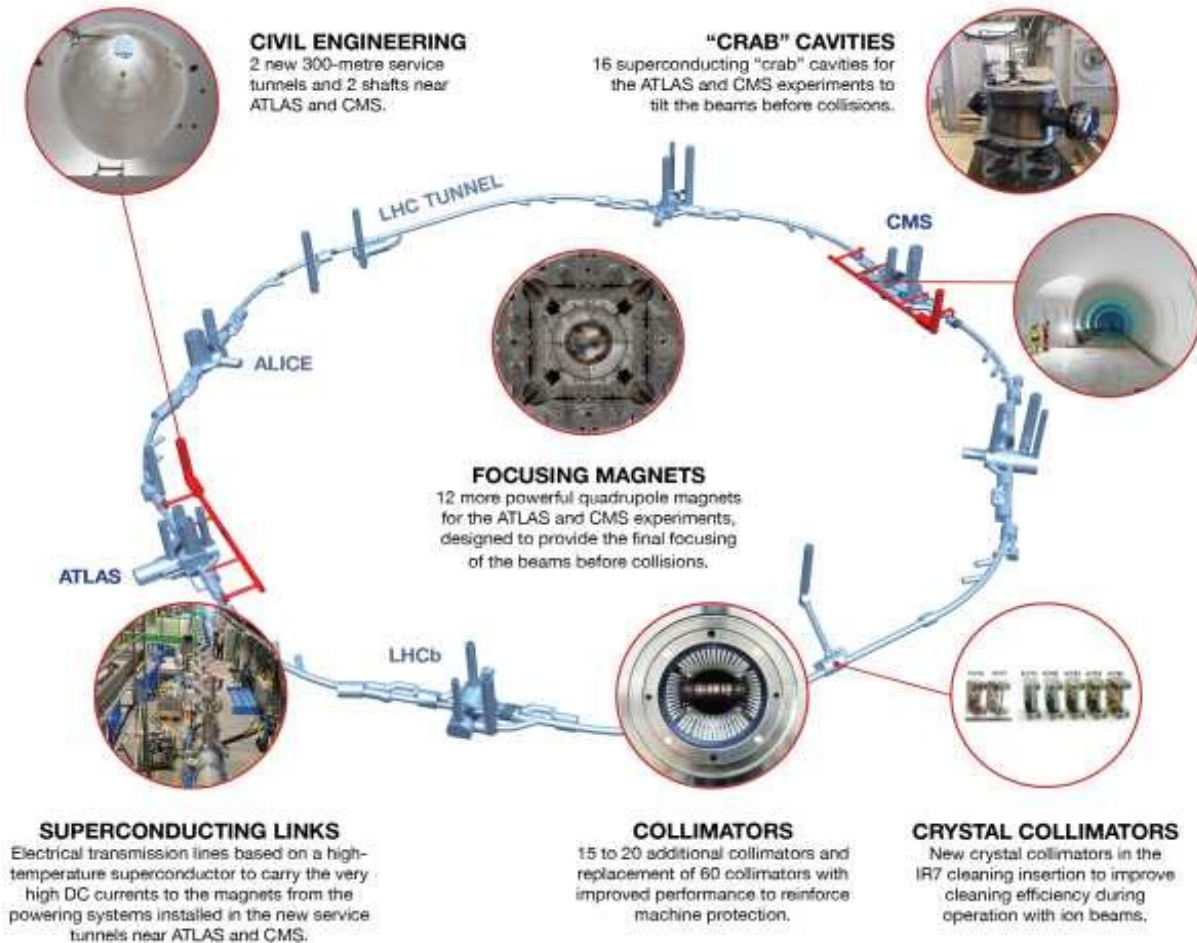 CIVIL ENGINEERING
2 new 300-metre service
tunnels and 2 shafts near
ATLAS and CMS.
“CRAB” CAVITIES
16 superconducting “crab” cavities for
the ATLAS and CMS experiments to
tilt the beams before collisions.
LHC TUNNEL
CMS
ALICE
FOCUSING MAGNETS
12 more powerful quadrupole magnets
for the ATLAS and CMS experiments,
designed to provide the final focusing
of the beams before collisions.
ATLAS
LHCb
SUPERCONDUCTING LINKS
Electrical transmission lines based on a high-
temperature superconductor to carry the very
high DC currents to the magnets from the
powering systems installed in the new service
tunnels near ATLAS and CMS.
COLLIMATORS
15 to 20 additional collimators and
replacement of 60 collimators with
improved performance to reinforce
machine protection.
CRYSTAL COLLIMATORS
New crystal collimators in the
IR7 cleaning insertion to improve
cleaning efficiency during
operation with ion beams.